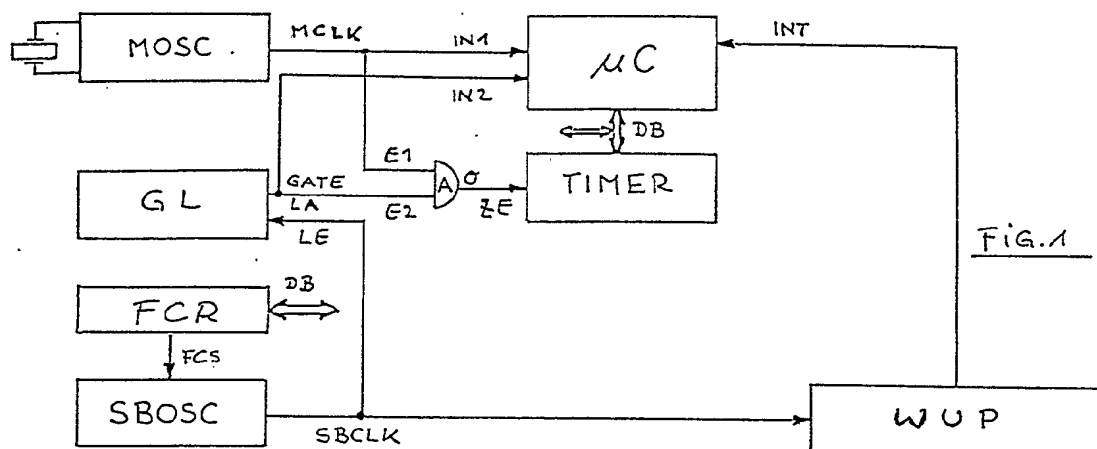 MOSC
MCLK
IN1
µC
INT
IN2
DB
E1
A
O
ZE
TIMER
GL
GATE
LA
E2
LE
FiG.1
FCR
DB
FCS
SBOSC
SBCLK
WUP